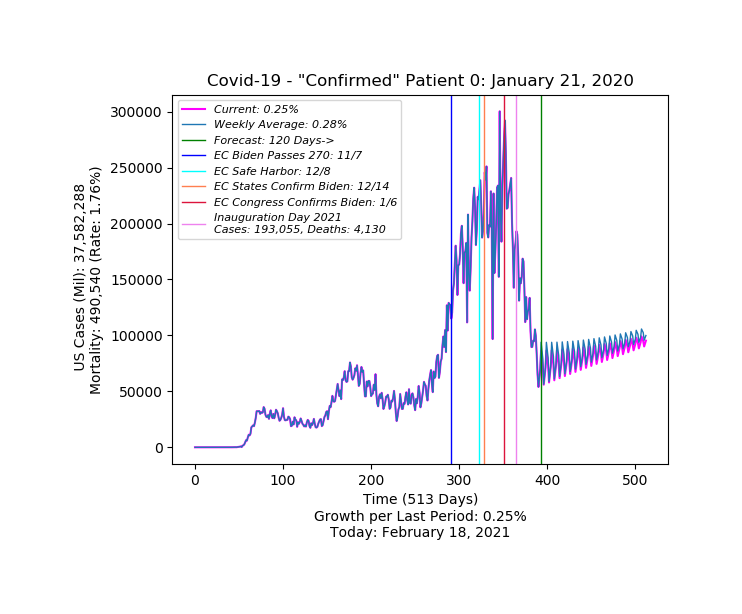 Covid-19 - "Confirmed" Patient 0: January 21, 2020
300000
250000
200000
150000
100000
50000
0
US Cases (Mil): 37,582,288
Mortality: 490,540 (Rate: 1.76%)
Current: 0.25%
Weekly Average: 0.28%
Forecast: 120 Days->
EC Biden Passes 270: 11/7
EC Safe Harbor: 12/8
EC States Confirm Biden: 12/14
EC Congress Confirms Biden: 1/6
Inauguration Day 2021
Cases: 193,055, Deaths: 4,130
0 100 200 300 400 500
Time (513 Days)
Growth per Last Period: 0.25%
Today: February 18, 2021